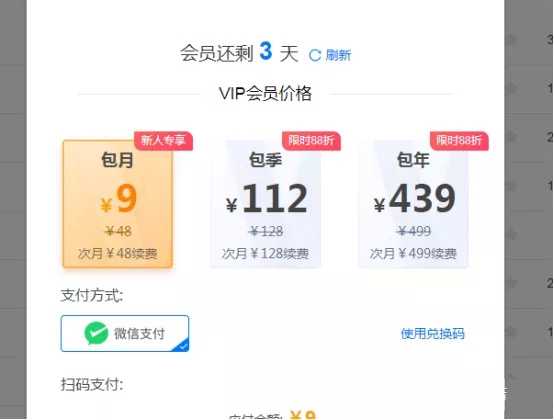 会员还剩 3 天 刷新
VIP会员价格
新人专享 限时88折 限时88折
包月 包季 包年
￥9 ￥112 ￥439
￥48 ￥128 ￥499
次月￥48续费 次月￥128续费 次月￥499续费
支付方式:
微信支付 使用兑换码
扫码支付:
应付金额: ￥9